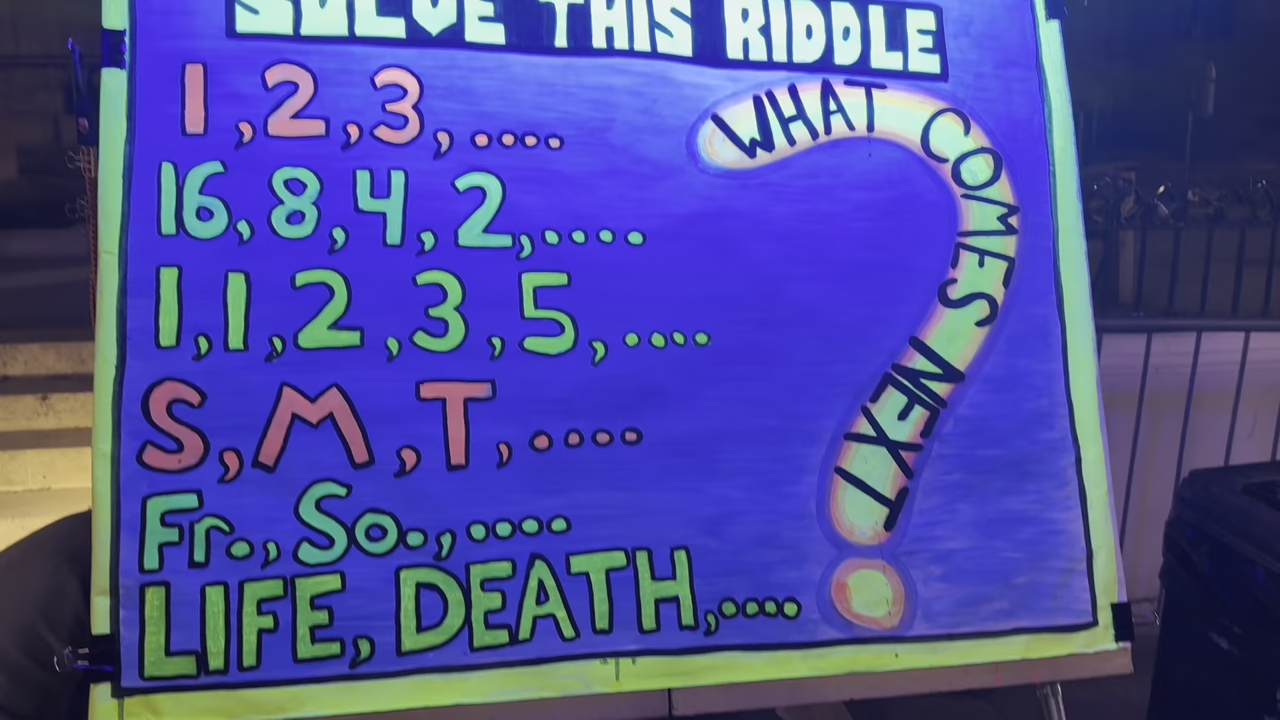 SOLVE THIS RIDDLE
1, 2, 3, ....
16, 8, 4, 2, ....
1, 1, 2, 3, 5, ....
S, M, T, ....
Fr., So., ....
LIFE, DEATH, ....
WHAT COMES NEXT